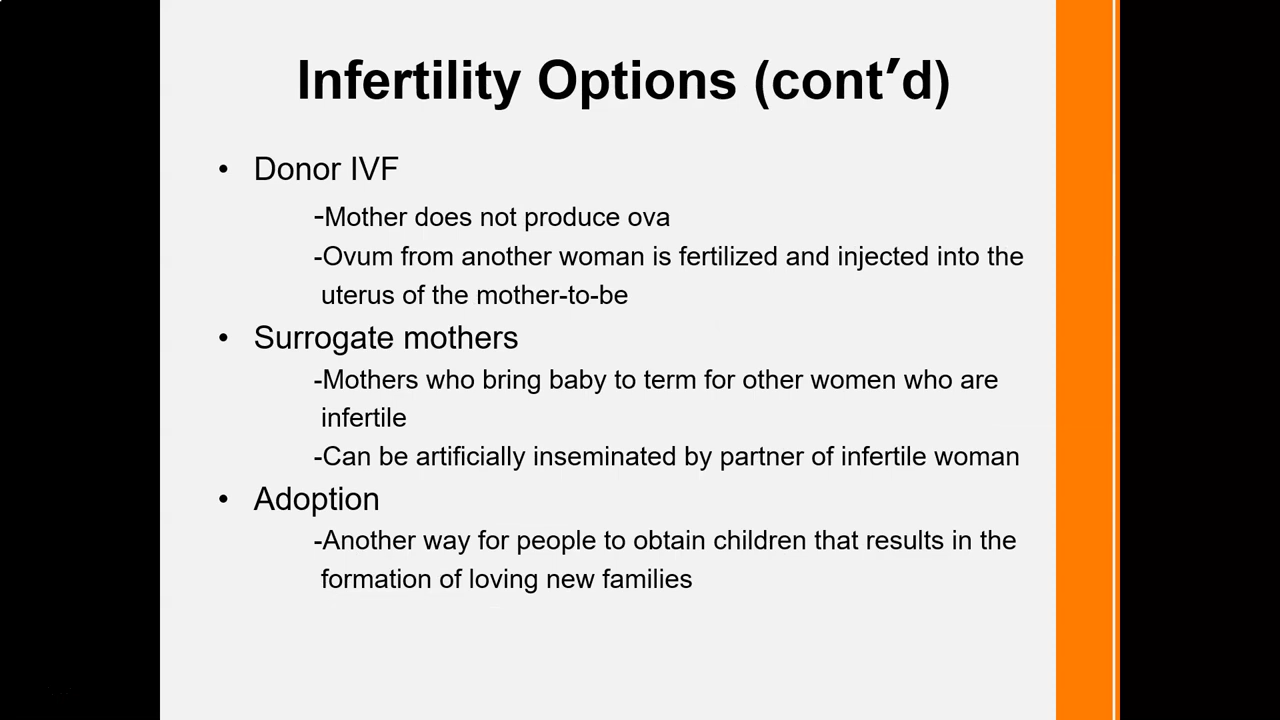 Infertility Options (cont′d)
• Donor IVF
-Mother does not produce ova
-Ovum from another woman is fertilized and injected into the
uterus of the mother-to-be
• Surrogate mothers
-Mothers who bring baby to term for other women who are
infertile
-Can be artificially inseminated by partner of infertile woman
• Adoption
-Another way for people to obtain children that results in the
formation of loving new families